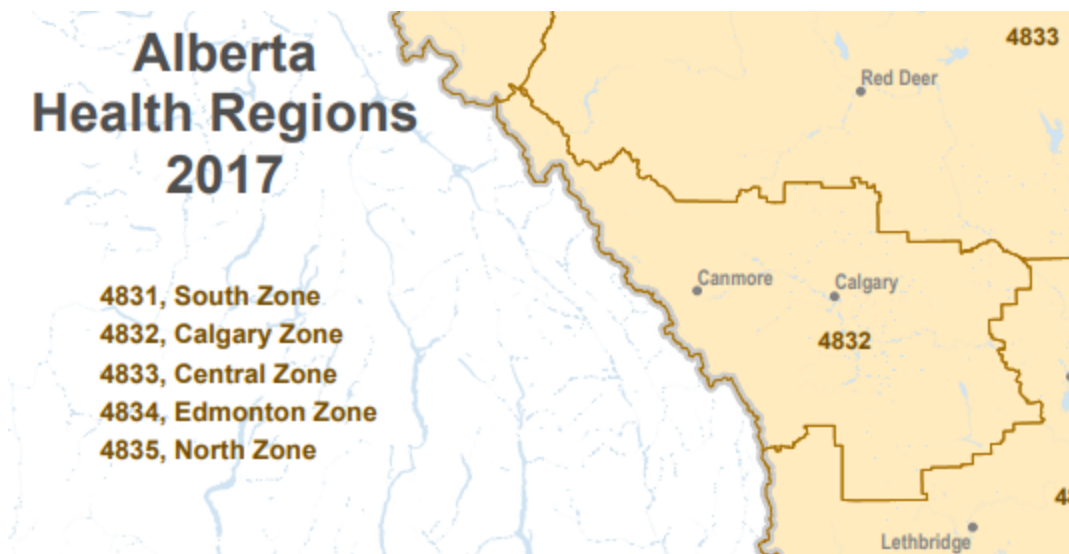 Alberta
Health Regions
2017
4831, South Zone
4832, Calgary Zone
4833, Central Zone
4834, Edmonton Zone
4835, North Zone
4833
Red Deer
Canmore
Calgary
4832
Lethbridge